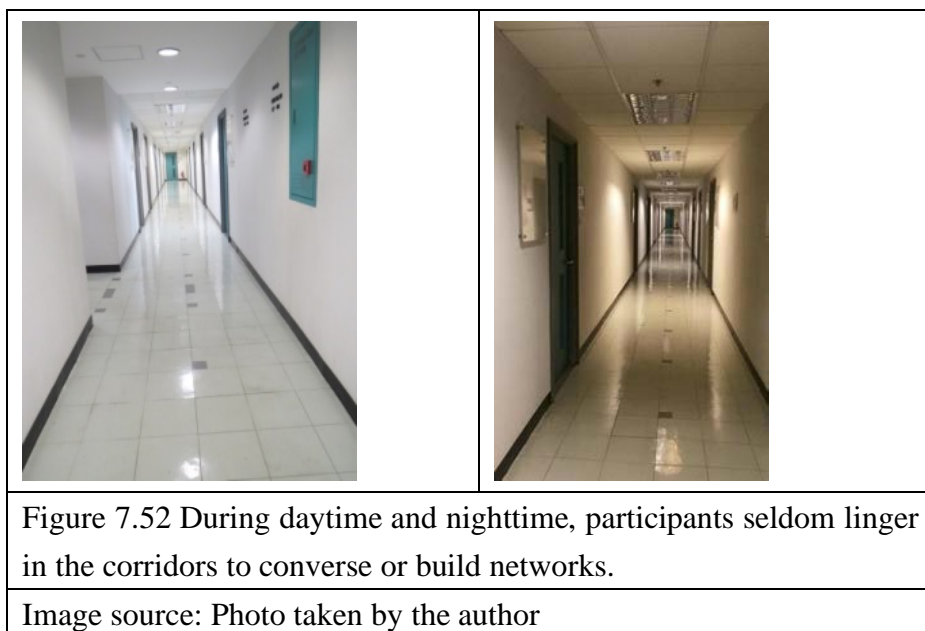 Figure 7.52 During daytime and nighttime, participants seldom linger
in the corridors to converse or build networks.
Image source: Photo taken by the author